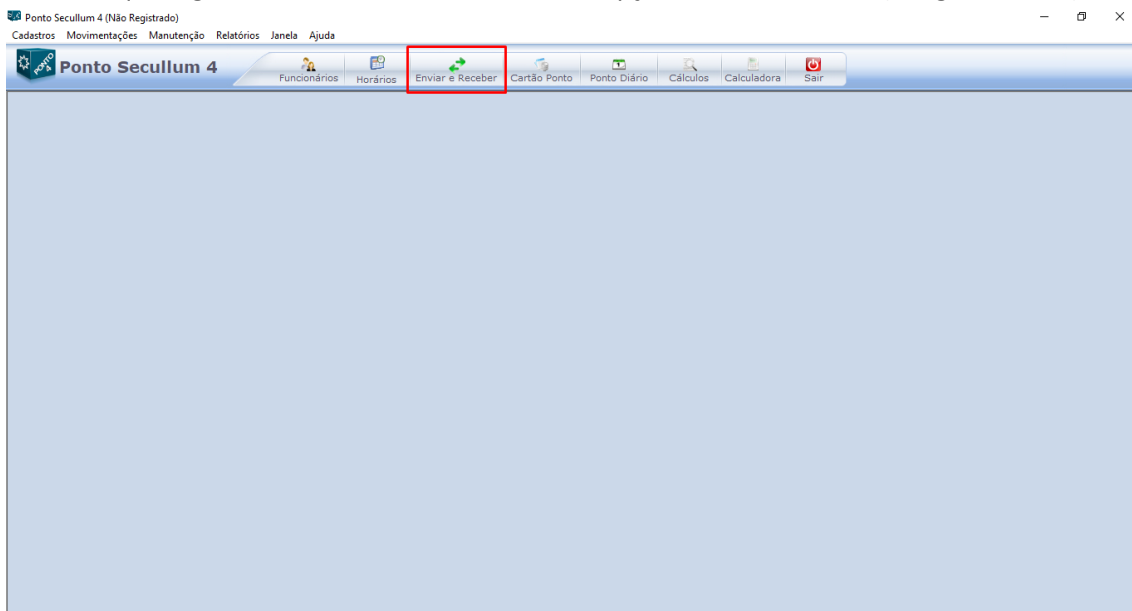 Ponto Secullum 4 (Não Registrado)
Cadastros Movimentações Manutenção Relatórios Janela Ajuda
Ponto Secullum 4
Funcionários Horários Enviar e Receber Cartão Ponto Ponto Diário Cálculos Calculadora Sair